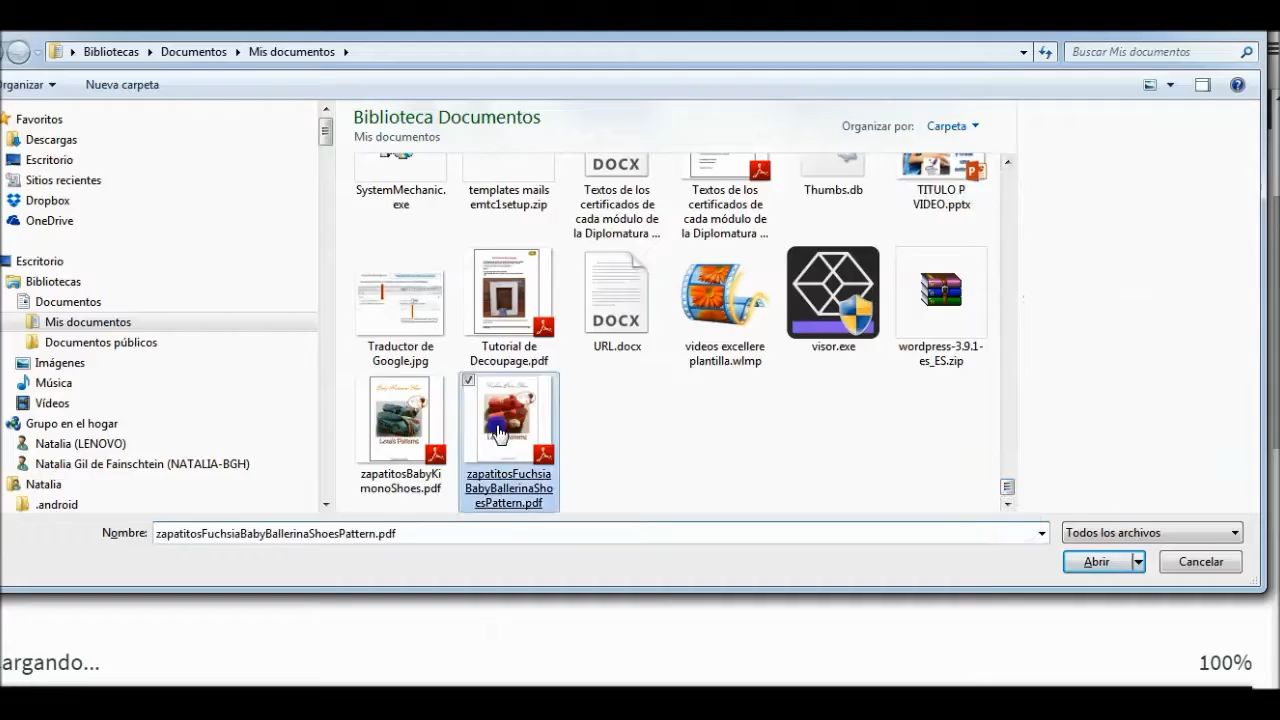 Bibliotecas
Documentos
Mis documentos
Buscar Mis documentos
rganizar
Nueva carpeta
Favoritos
Descargas
Escritorio
Sitios recientes
Dropbox
OneDrive
Escritorio
Bibliotecas
Documentos
Mis documentos
Documentos públicos
Imágenes
Música
Vídeos
Grupo en el hogar
Natalia (LENOVO)
Natalia Gil de Fainschtein (NATALIA-BGH)
Natalia
.android
Biblioteca Documentos
Mis documentos
Organizar por:
Carpeta
DOCX
SystemMechanic.
exe
templates mails
emtc1setup.zip
Textos de los
certificados de
cada módulo de
la Diplomatura ...
Textos de los
certificados de
cada módulo de
la Diplomatura ...
Thumbs.db
TITULO P
VIDEO.pptx
Traductor de
Google.jpg
Tutorial de
Decoupage.pdf
DOCX
URL.docx
videos excellere
plantilla.wlmp
visor.exe
wordpress-3.9.1-
es_ES.zip
zapatitosBabyKi
monoShoes.pdf
zapatitosFuchsia
BabyBallerinaSho
esPattern.pdf
Nombre:
zapatitosFuchsiaBabyBallerinaShoesPattern.pdf
Todos los archivos
Abrir
Cancelar
argando...
100%